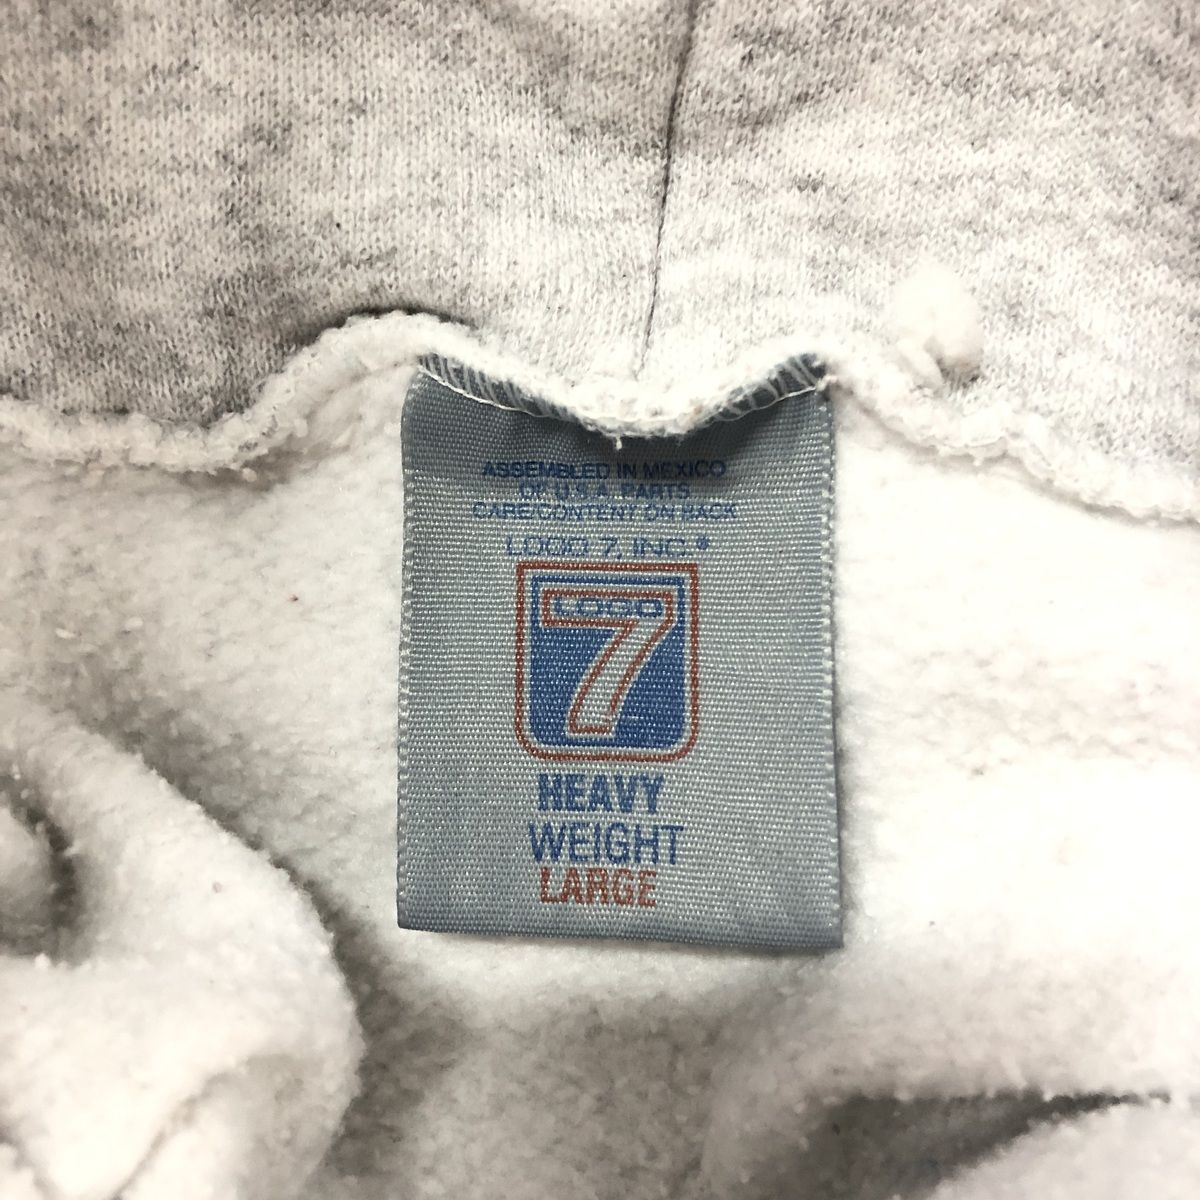 ASSEMBLED IN MEXICO
OF U.S.A. PARTS
CARE/CONTENT ON BACK
LOGO 7, INC.®
LOGO
7
HEAVY
WEIGHT
LARGE